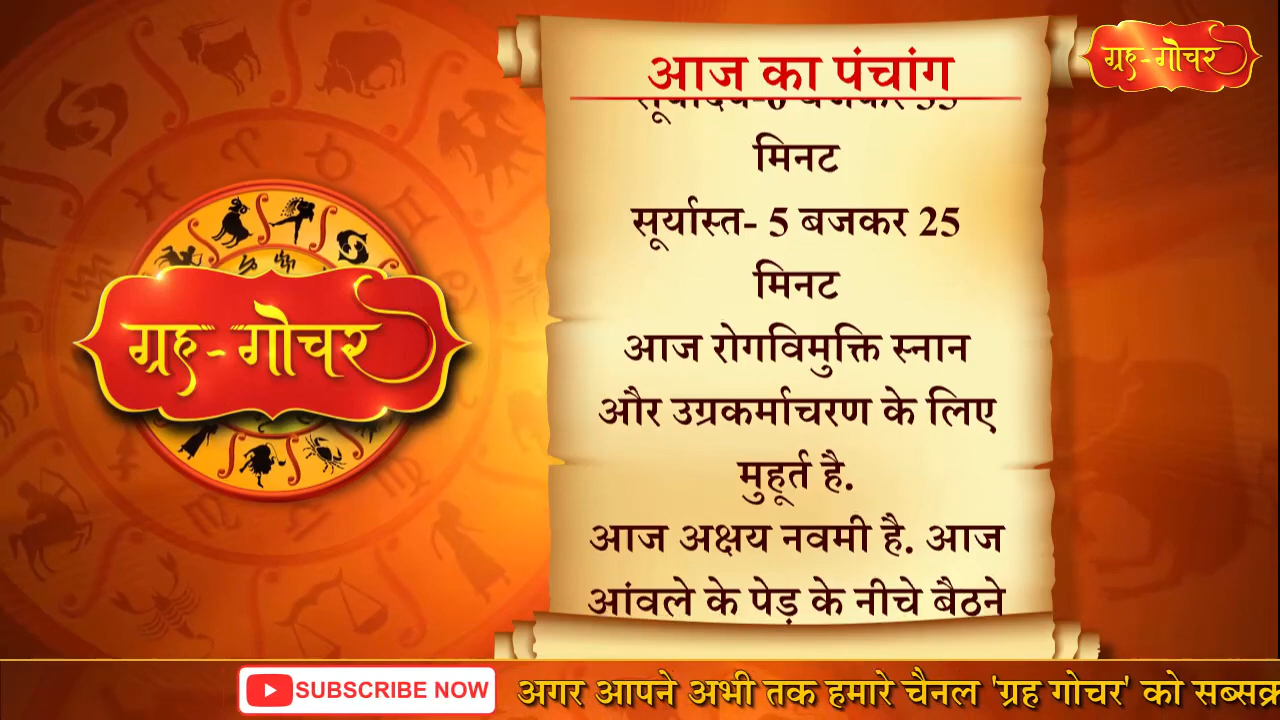 आज का पंचांग
ग्रह-गोचर
मिनट
सूर्यास्त- 5 बजकर 25
मिनट
आज रोगविमुक्ति स्नान
और उग्रकर्माचरण के लिए
मुहूर्त है.
आज अक्षय नवमी है. आज
आंवले के पेड़ के नीचे बैठने
ग्रह-गोचर
SUBSCRIBE NOW
अगर आपने अभी तक हमारे चैनल 'ग्रह गोचर' को